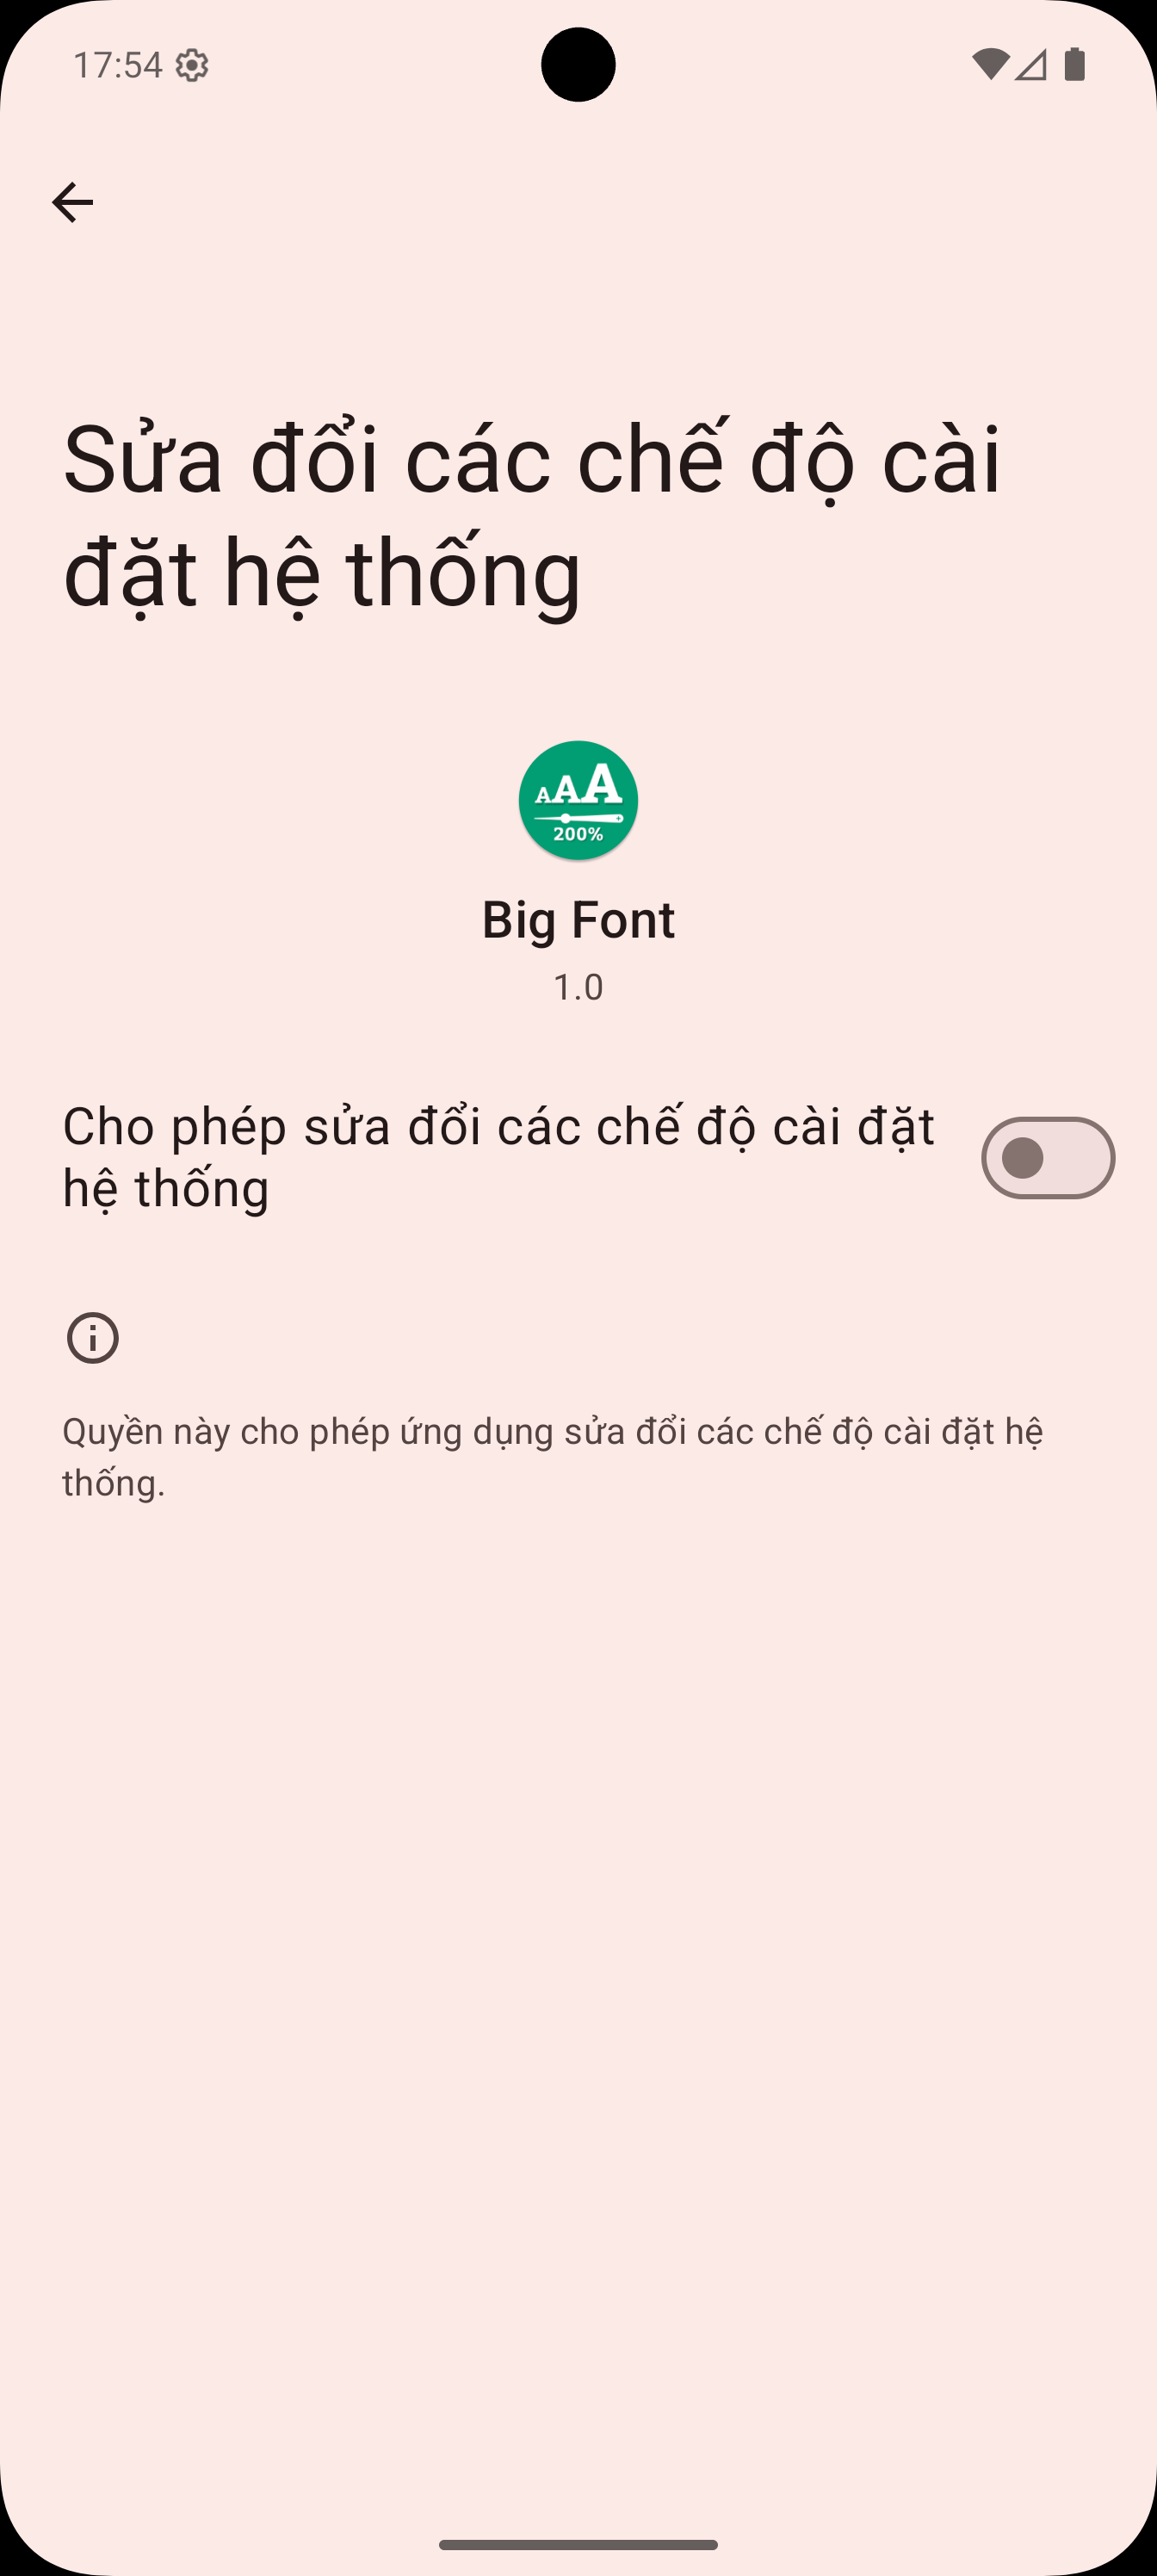 17:54
Sửa đổi các chế độ cài
đặt hệ thống
AAA
200%
Big Font
1.0
Cho phép sửa đổi các chế độ cài đặt
hệ thống
Quyền này cho phép ứng dụng sửa đổi các chế độ cài đặt hệ
thống.